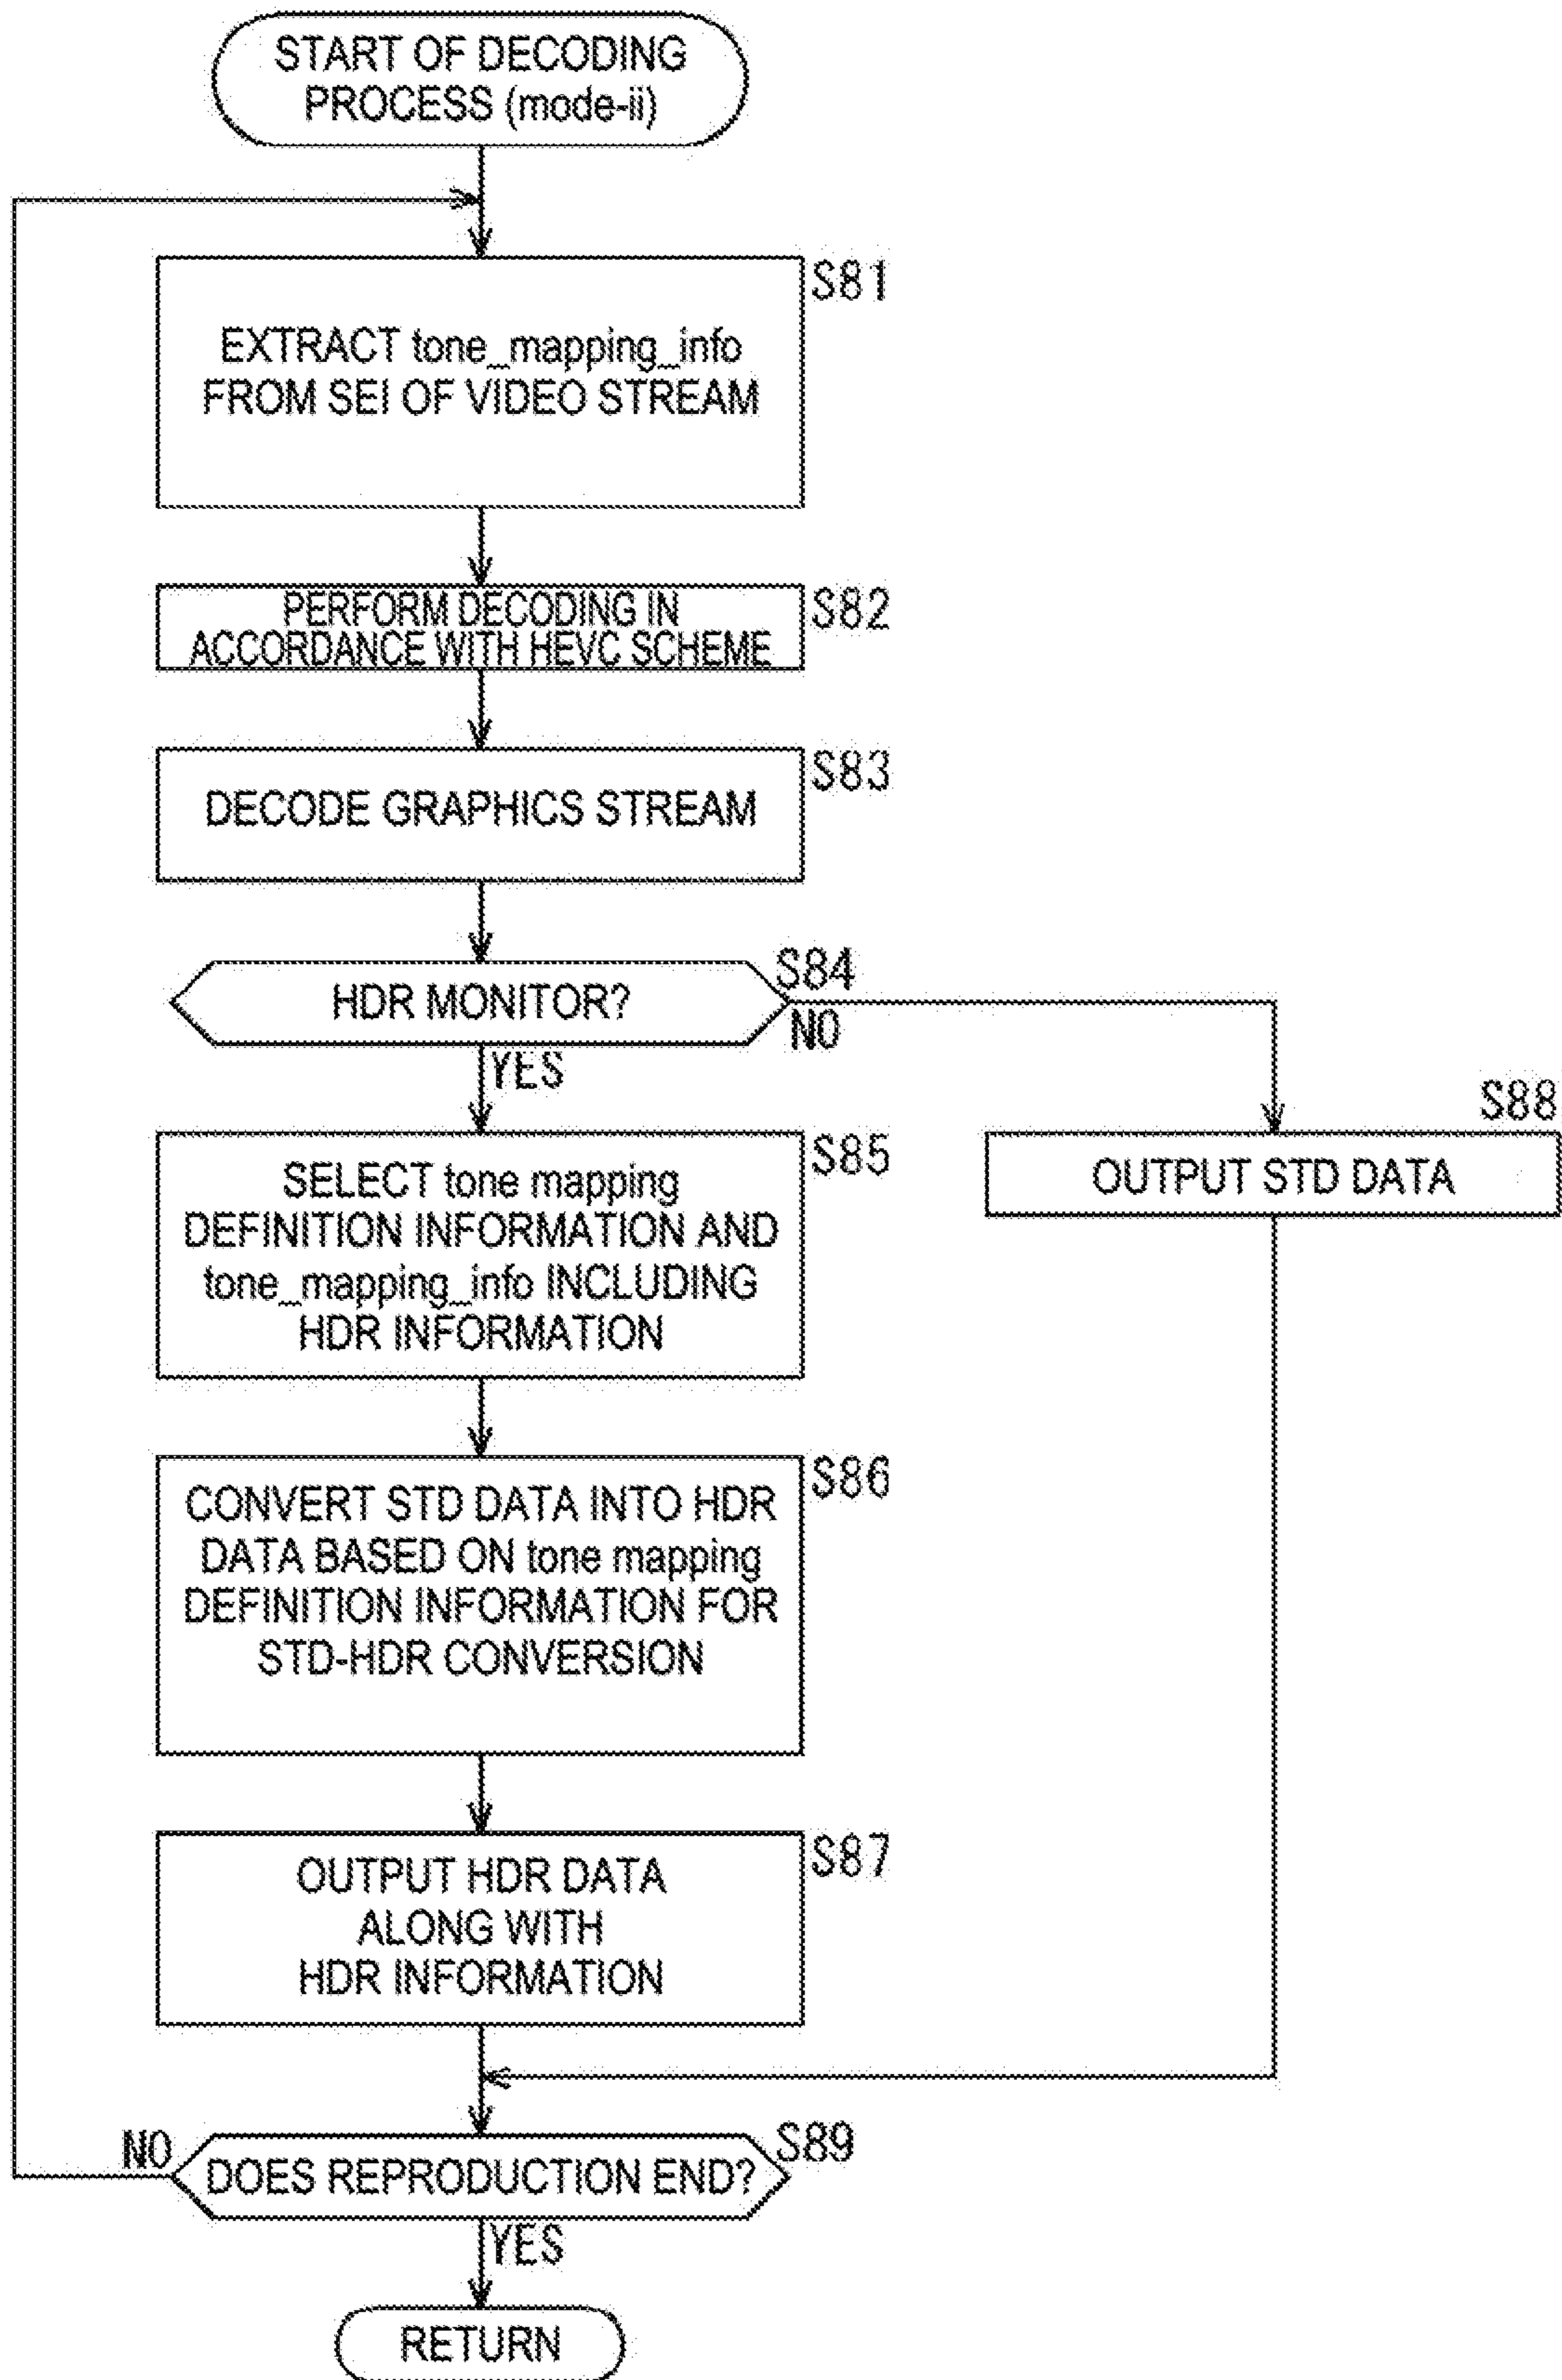 START OF DECODING
PROCESS (mode-ii)
S81
EXTRACT tone_mapping_info
FROM SEI OF VIDEO STREAM
S82
PERFORM DECODING IN
ACCORDANCE WITH HEVC SCHEME
S83
DECODE GRAPHICS STREAM
S84
HDR MONITOR?
NO
YES
S88
OUTPUT STD DATA
S85
SELECT tone mapping
DEFINITION INFORMATION AND
tone_mapping_info INCLUDING
HDR INFORMATION
S86
CONVERT STD DATA INTO HDR
DATA BASED ON tone mapping
DEFINITION INFORMATION FOR
STD-HDR CONVERSION
S87
OUTPUT HDR DATA
ALONG WITH
HDR INFORMATION
NO
S89
DOES REPRODUCTION END?
YES
RETURN